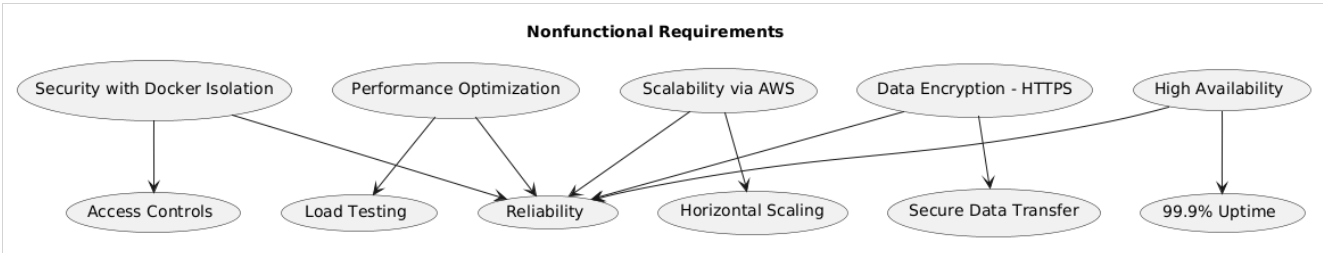 Nonfunctional Requirements
Security with Docker Isolation
Performance Optimization
Scalability via AWS
Data Encryption - HTTPS
High Availability
Access Controls
Load Testing
Reliability
Horizontal Scaling
Secure Data Transfer
99.9% Uptime